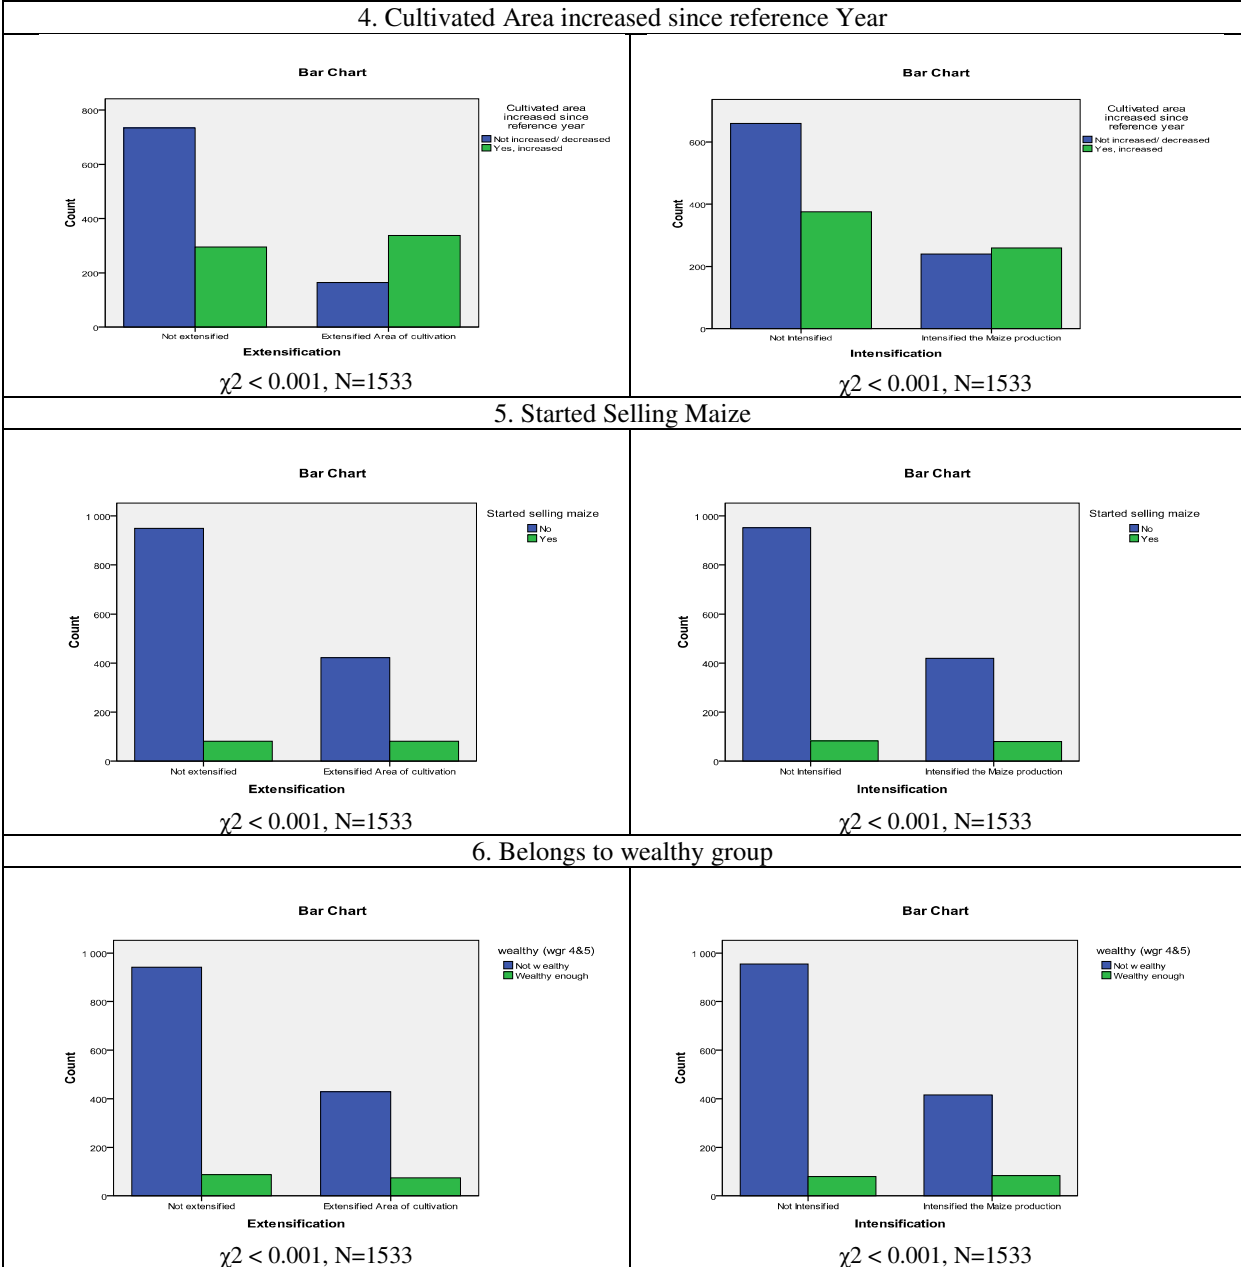 4. Cultivated Area increased since reference Year
Bar Chart
Cultivated area
increased since
reference year
Not increased/ decreased
Yes, increased
800
600
400
200
0
Count
Not extensified
Extensified Area of cultivation
Extensification
χ2 < 0.001, N=1533
Bar Chart
Cultivated area
increased since
reference year
Not increased/ decreased
Yes, increased
600
400
200
0
Count
Not Intensified
Intensified the Maize production
Intensification
χ2 < 0.001, N=1533
5. Started Selling Maize
Bar Chart
Started selling maize
No
Yes
1 000
800
600
400
200
0
Count
Not extensified
Extensified Area of cultivation
Extensification
χ2 < 0.001, N=1533
Bar Chart
Started selling maize
No
Yes
1 000
800
600
400
200
0
Count
Not Intensified
Intensified the Maize production
Intensification
χ2 < 0.001, N=1533
6. Belongs to wealthy group
Bar Chart
wealthy (wgr 4&5)
Not wealthy
Wealthy enough
1 000
800
600
400
200
0
Count
Not extensified
Extensified Area of cultivation
Extensification
χ2 < 0.001, N=1533
Bar Chart
wealthy (wgr 4&5)
Not wealthy
Wealthy enough
1 000
800
600
400
200
0
Count
Not Intensified
Intensified the Maize production
Intensification
χ2 < 0.001, N=1533